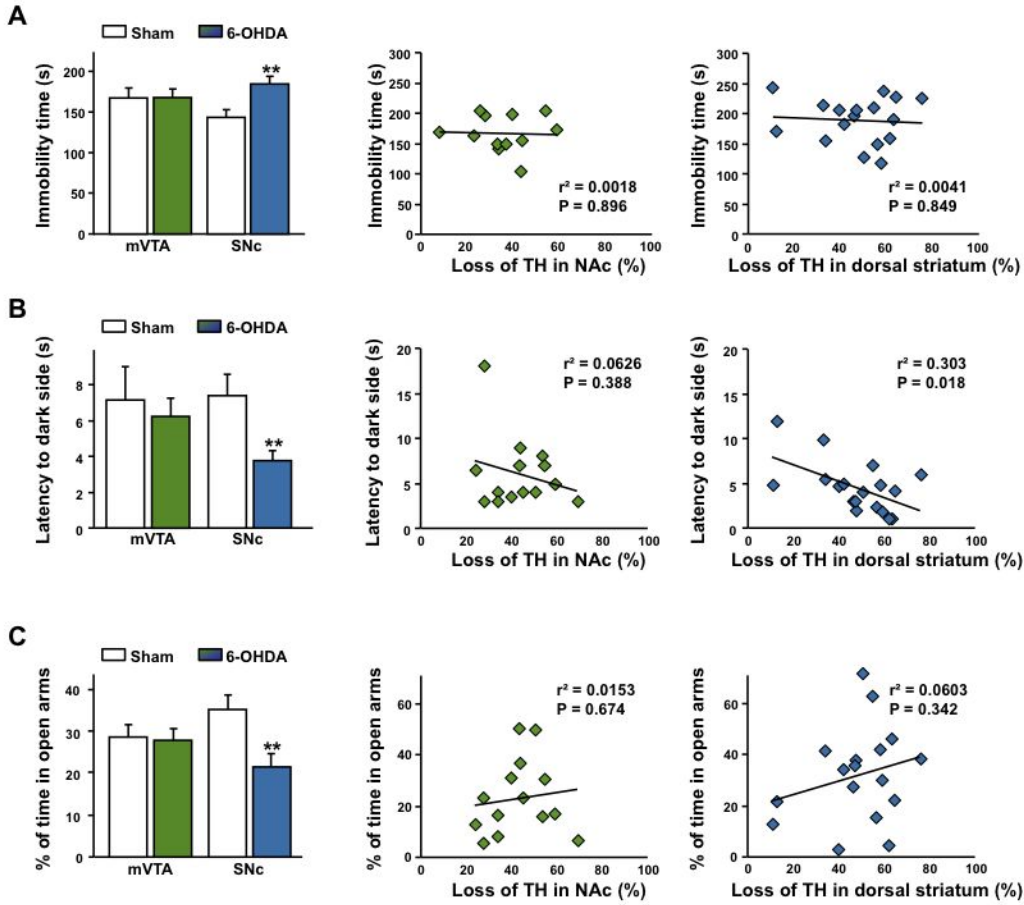 A
Sham 6-OHDA
Immobility time (s)
200
150
100
50
0
**
mVTA SNc
Immobility time (s)
300
250
200
150
100
50
0
r² = 0.0018
P = 0.896
0 20 40 60 80 100
Loss of TH in NAc (%)
Immobility time (s)
300
250
200
150
100
50
0
r² = 0.0041
P = 0.849
0 20 40 60 80 100
Loss of TH in dorsal striatum (%)
B
Sham 6-OHDA
Latency to dark side (s)
8
6
4
2
0
**
mVTA SNc
Latency to dark side (s)
20
15
10
5
0
r² = 0.0626
P = 0.388
0 20 40 60 80 100
Loss of TH in NAc (%)
Latency to dark side (s)
20
15
10
5
0
r² = 0.303
P = 0.018
0 20 40 60 80 100
Loss of TH in dorsal striatum (%)
C
Sham 6-OHDA
% of time in open arms
40
30
20
10
0
**
mVTA SNc
% of time in open arms
60
40
20
0
r² = 0.0153
P = 0.674
0 20 40 60 80 100
Loss of TH in NAc (%)
% of time in open arms
60
40
20
0
r² = 0.0603
P = 0.342
0 20 40 60 80 100
Loss of TH in dorsal striatum (%)